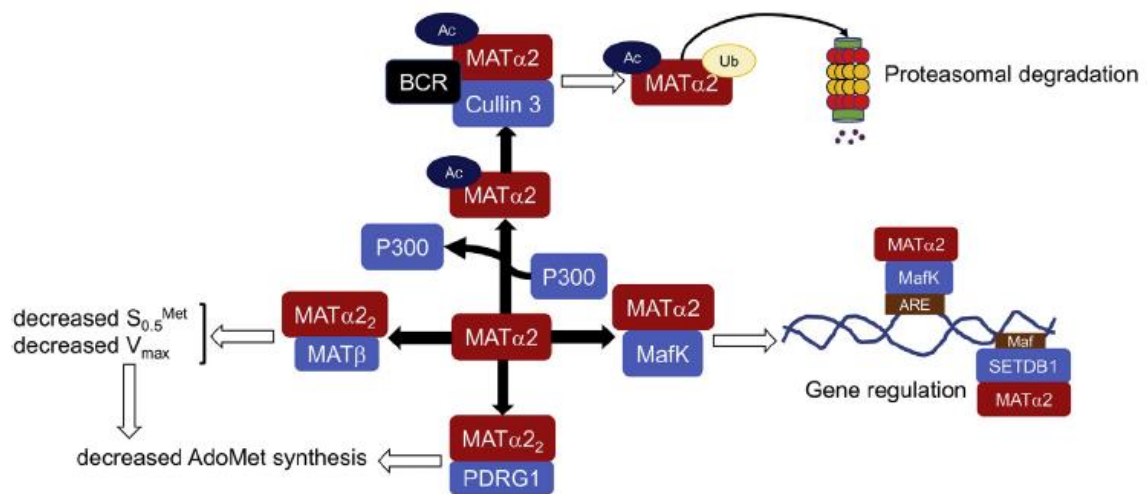 Ac
MATα2
BCR
Cullin 3
Ac
MATα2
Ub
Proteasomal degradation
Ac
MATα2
P300
P300
MATα2
MafK
ARE
decreased S0.5Met
decreased Vmax
MATα22
MATβ
MATα2
MATα2
MafK
Maf
SETDB1
MATα2
Gene regulation
decreased AdoMet synthesis
MATα22
PDRG1